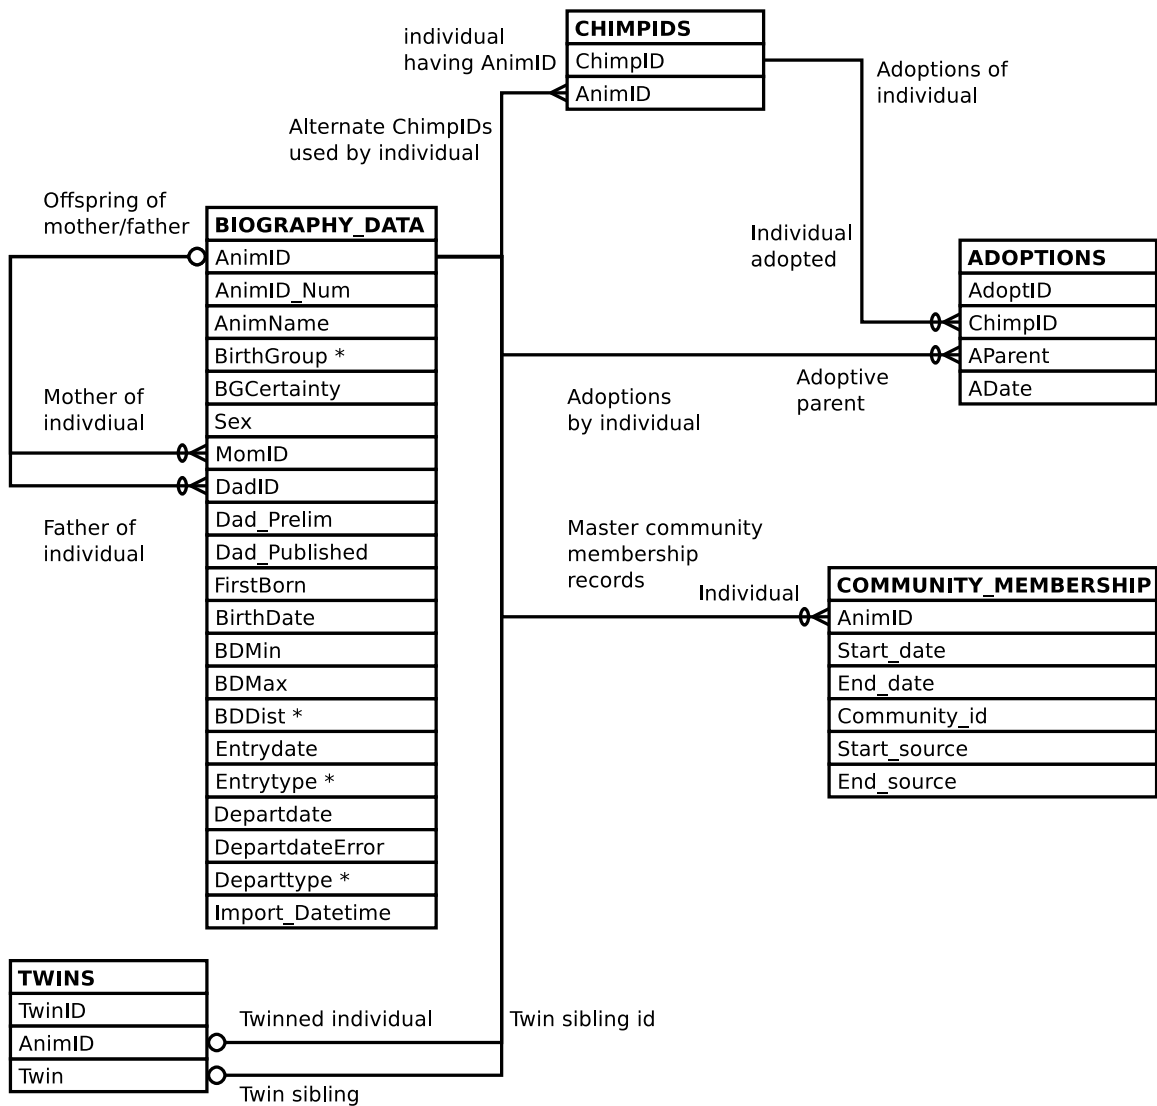 individual
having AnimID
CHIMPIDS
ChimpID
AnimID
Adoptions of
individual
Alternate ChimpIDs
used by individual
Offspring of
mother/father
BIOGRAPHY_DATA
AnimID
AnimID_Num
AnimName
BirthGroup *
BGCertainty
Sex
MomID
DadID
Dad_Prelim
Dad_Published
FirstBorn
BirthDate
BDMin
BDMax
BDDist *
Entrydate
Entrytype *
Departdate
DepartdateError
Departtype *
Import_Datetime
Mother of
indivdiual
Father of
individual
Individual
adopted
ADOPTIONS
AdoptID
ChimpID
AParent
ADate
Adoptive
parent
Adoptions
by individual
Master community
membership
records
Individual
COMMUNITY_MEMBERSHIP
AnimID
Start_date
End_date
Community_id
Start_source
End_source
TWINS
TwinID
AnimID
Twin
Twinned individual
Twin sibling id
Twin sibling